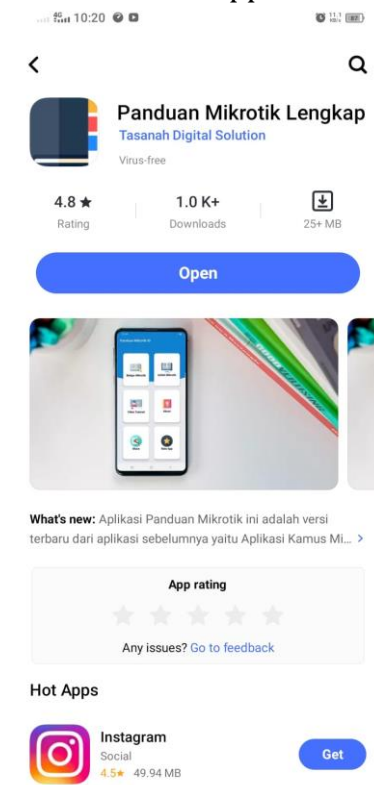 4G 10:20
Panduan Mikrotik Lengkap
Tasanah Digital Solution
Virus-free
4.8 ★ 1.0 K+
Rating Downloads 25+ MB
Open
What's new: Aplikasi Panduan Mikrotik ini adalah versi
terbaru dari aplikasi sebelumnya yaitu Aplikasi Kamus Mi... >
App rating
Any issues? Go to feedback
Hot Apps
Instagram
Social
4.5★ 49.94 MB
Get